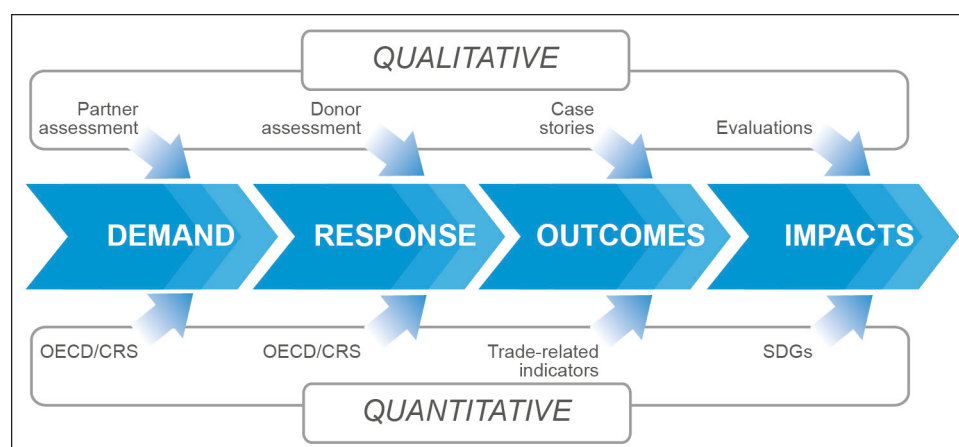 QUALITATIVE
Partner
assessment
Donor
assessment
Case
stories
Evaluations
DEMAND
RESPONSE
OUTCOMES
IMPACTS
OECD/CRS
OECD/CRS
Trade-related
indicators
SDGs
QUANTITATIVE